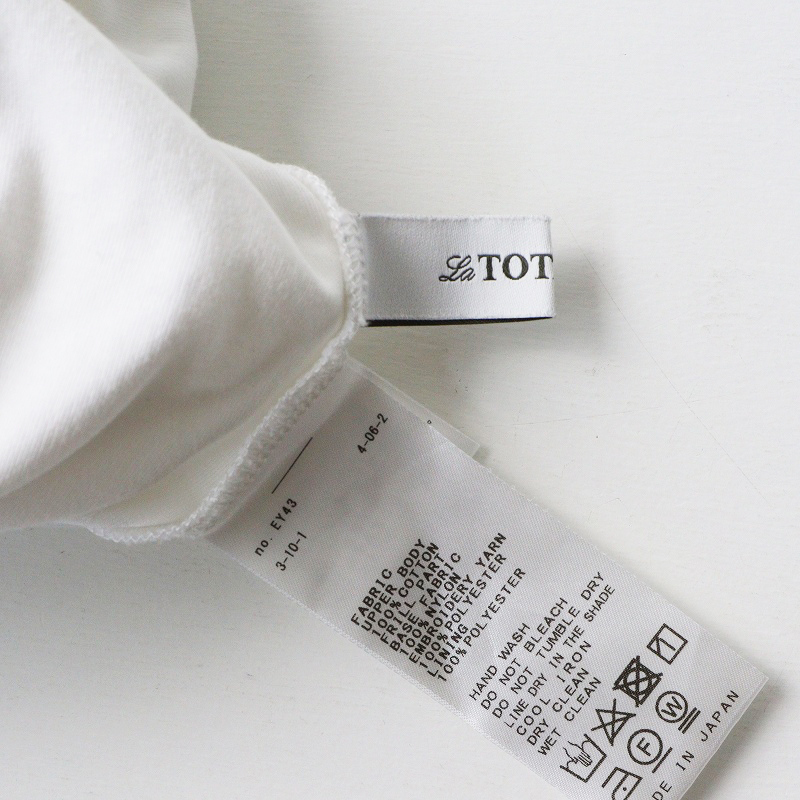 La TOT
no. EY43
4-06-2
3-10-1
FABRIC
UPPER BODY
100% COTTON
FRILL PART
BASE FABRIC
100% NYLON
EMBROIDERY YARN
100% POLYESTER
LINING
100% POLYESTER
HAND WASH
DO NOT BLEACH
DO NOT TUMBLE DRY
LINE DRY IN THE SHADE
COOL IRON
DRY CLEAN
WET CLEAN
F
W
DE IN JAPAN